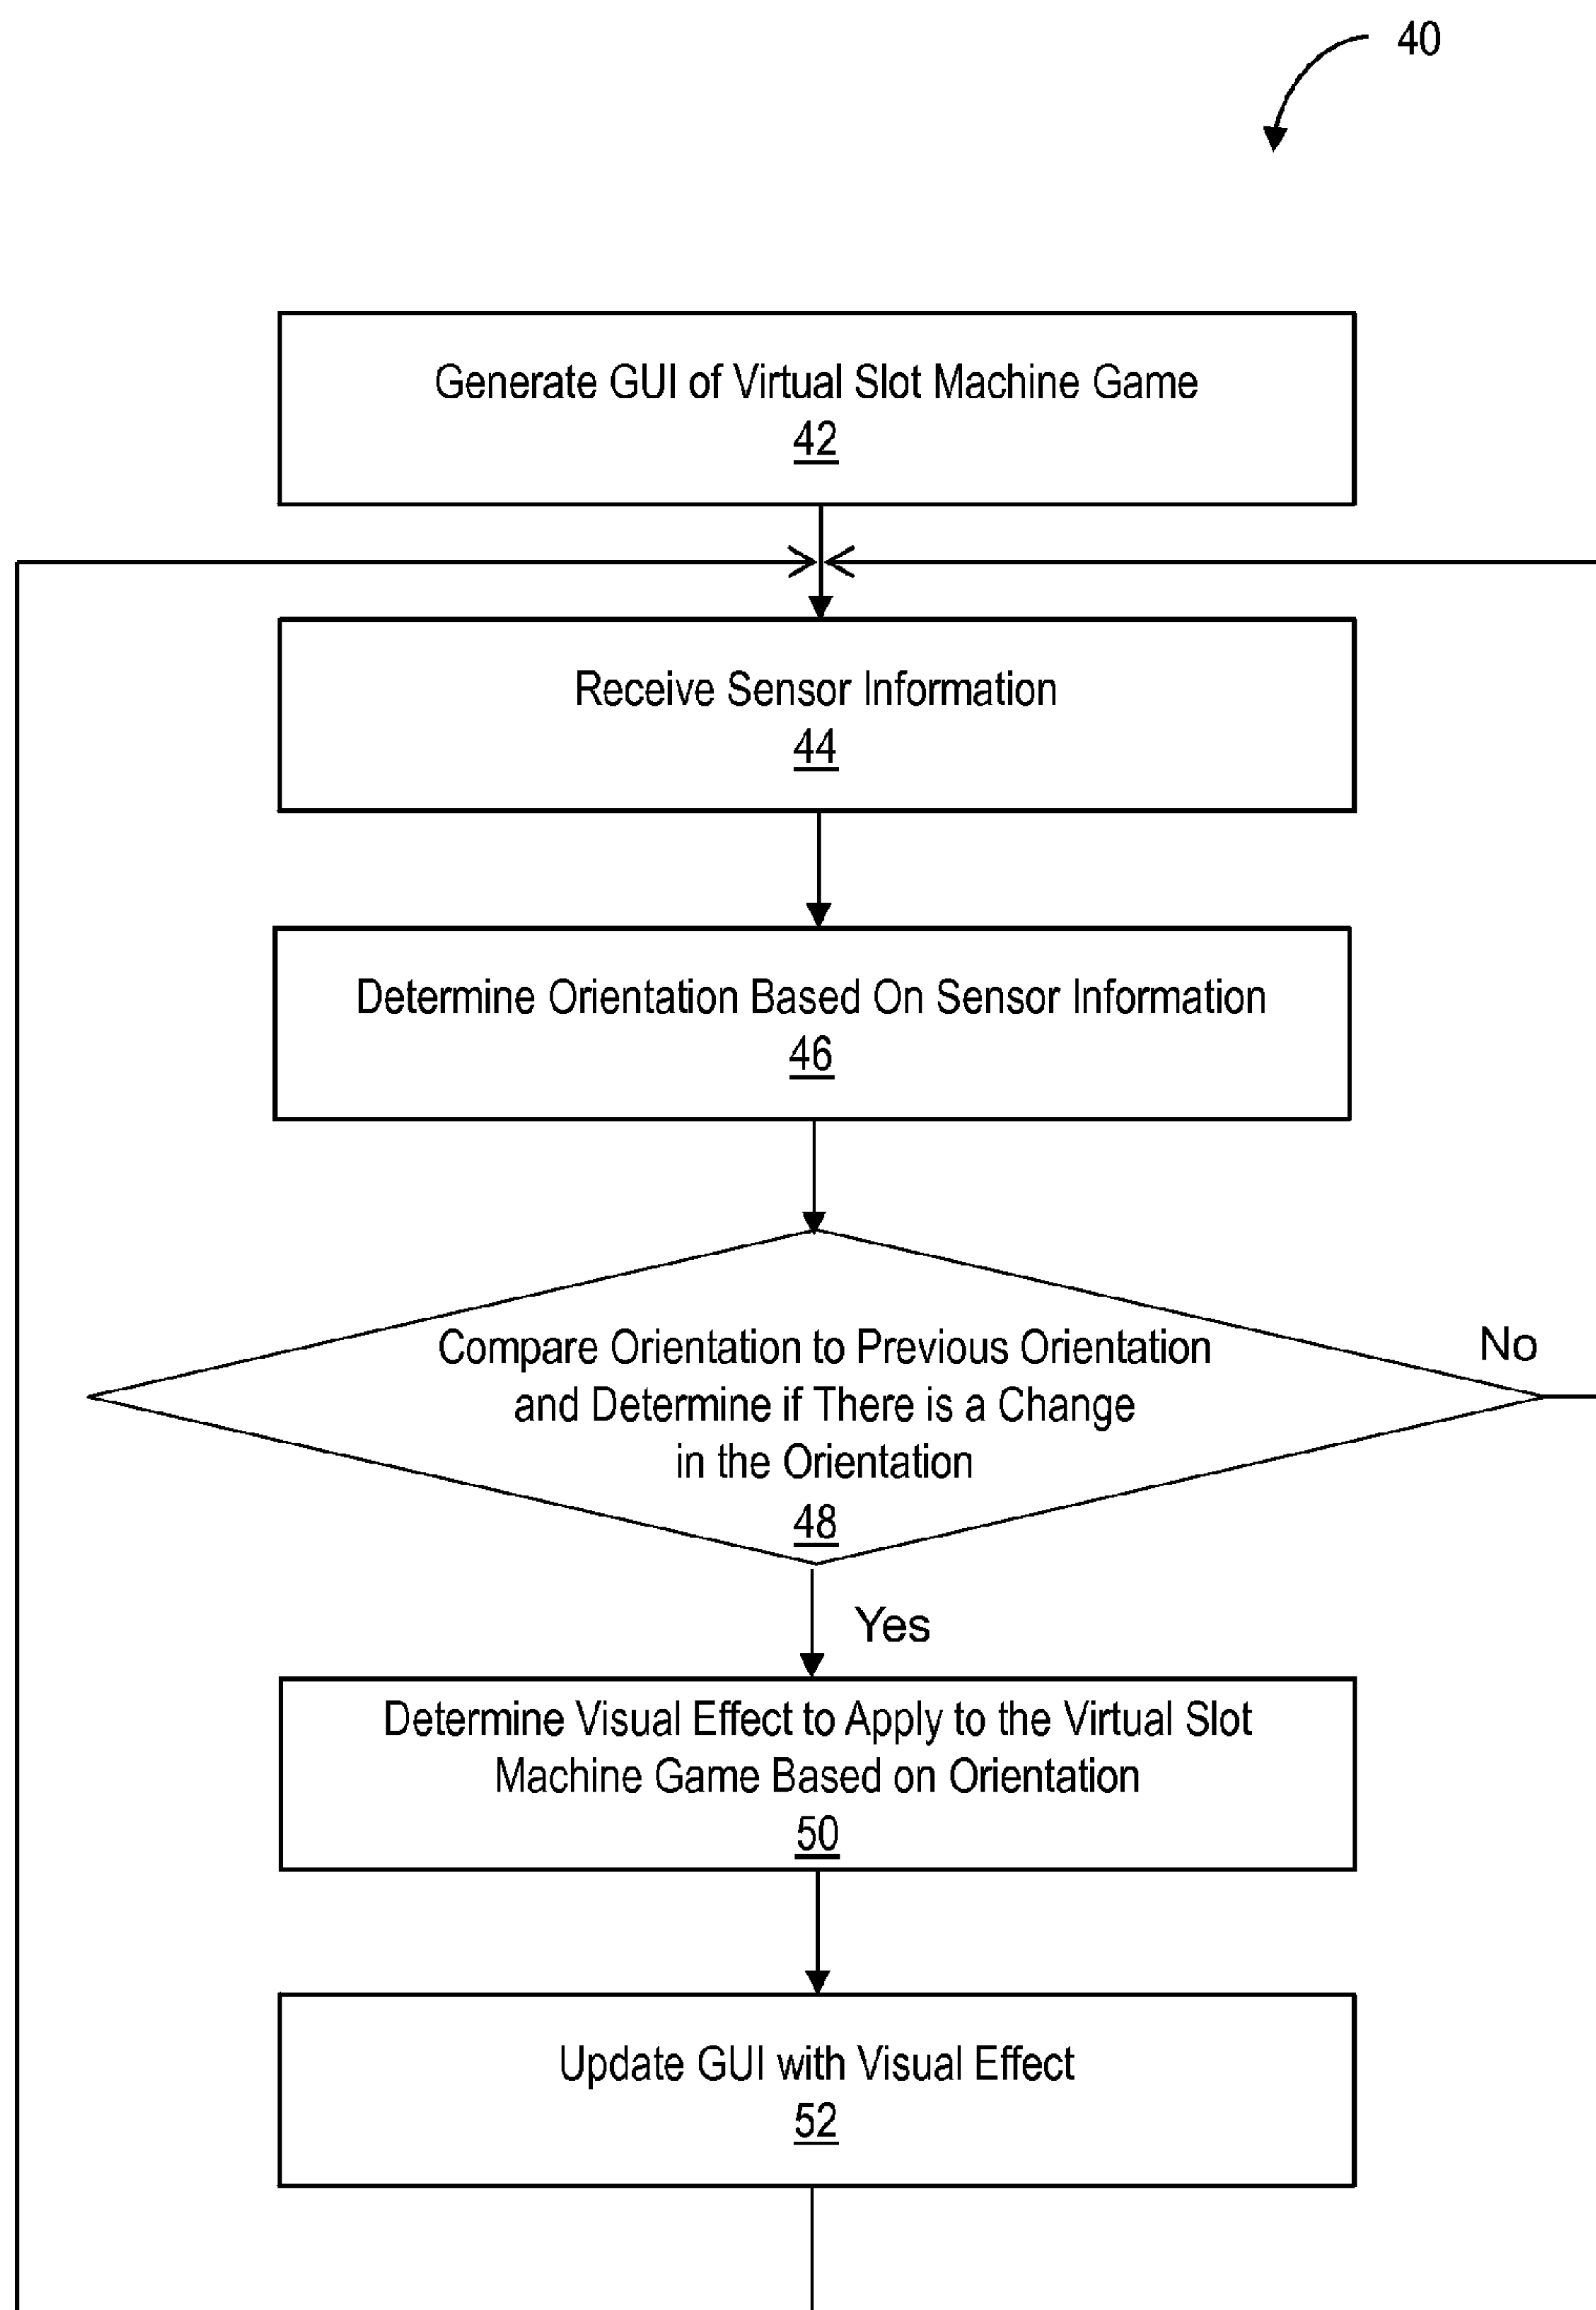 40
Generate GUI of Virtual Slot Machine Game
42
Receive Sensor Information
44
Determine Orientation Based On Sensor Information
46
Compare Orientation to Previous Orientation
and Determine if There is a Change
in the Orientation
48
No
Yes
Determine Visual Effect to Apply to the Virtual Slot
Machine Game Based on Orientation
50
Update GUI with Visual Effect
52